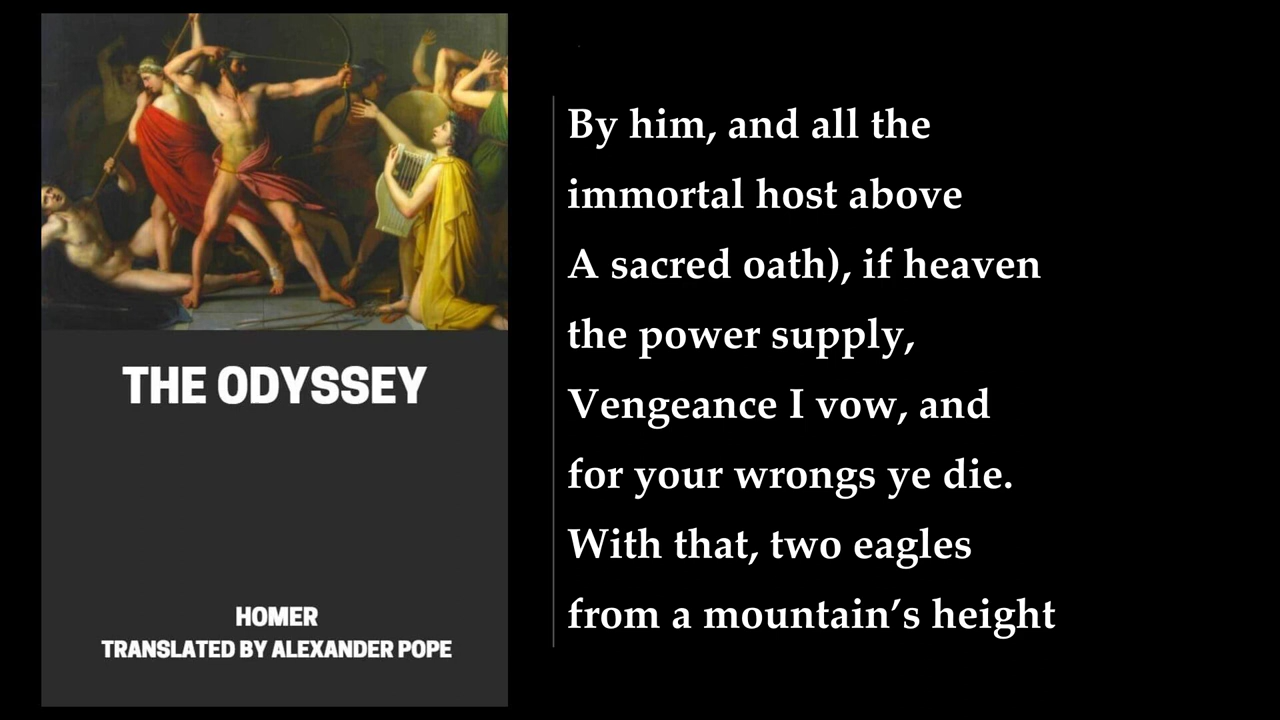 THE ODYSSEY
HOMER
TRANSLATED BY ALEXANDER POPE
By him, and all the
immortal host above
A sacred oath), if heaven
the power supply,
Vengeance I vow, and
for your wrongs ye die.
With that, two eagles
from a mountain’s height